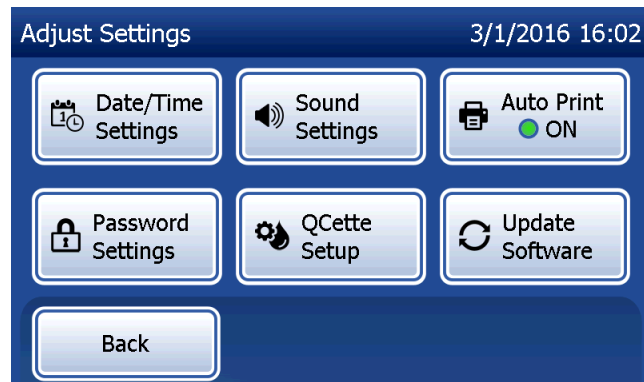 Adjust Settings 3/1/2016 16:02
Date/Time
Settings
Sound
Settings
Auto Print
ON
Password
Settings
QCette
Setup
Update
Software
Back